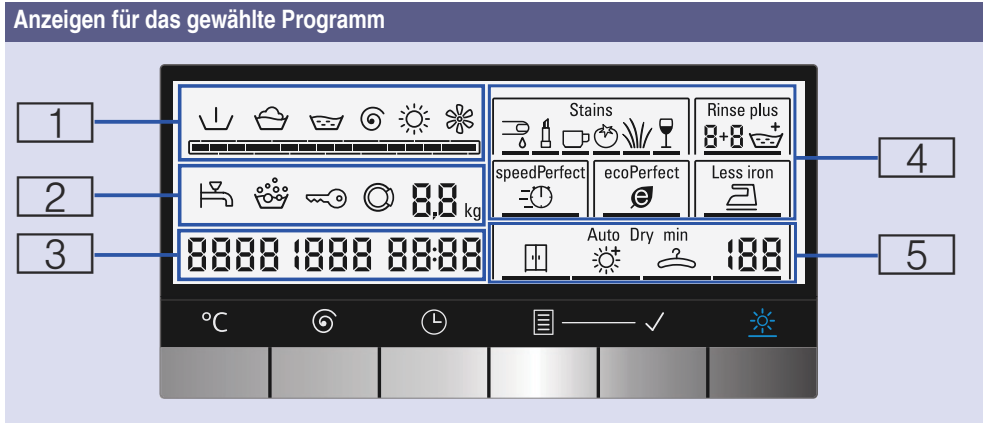 Anzeigen für das gewählte Programm
1
2
8,8 kg
3
8888 1888 88:88
Stains
Rinse plus
8+8
speedPerfect
ecoPerfect
e
Less iron
4
Auto Dry min
188
5
°C